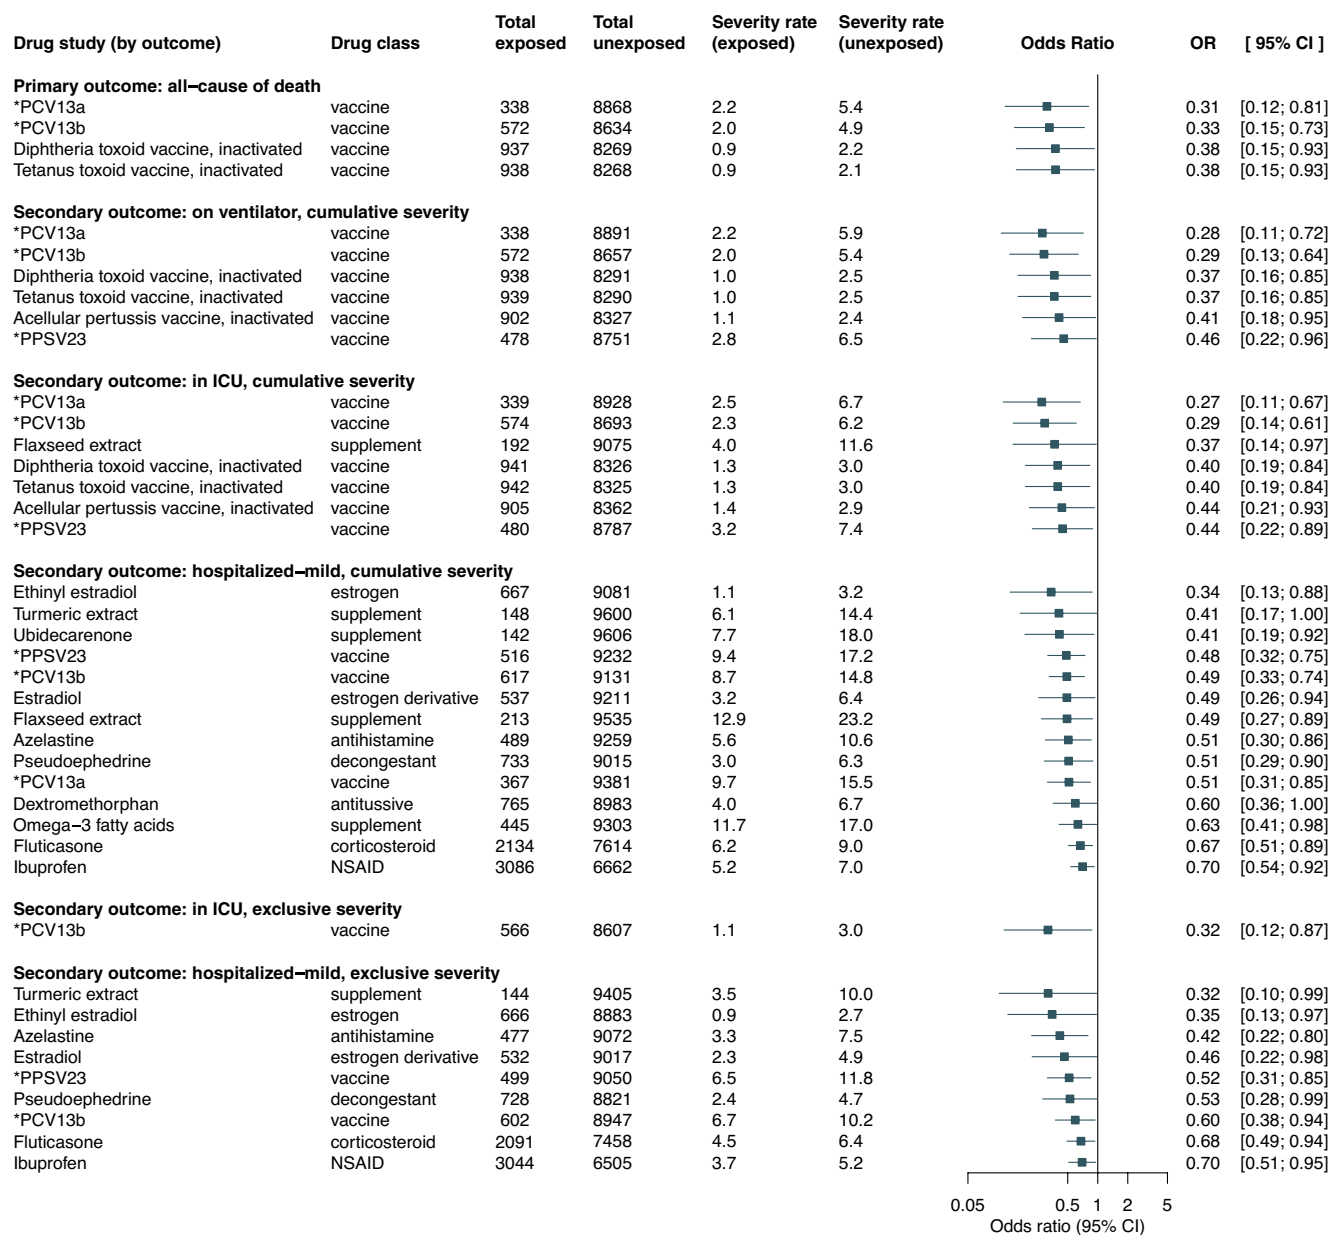 Drug study (by outcome) Drug class Total exposed Total unexposed Severity rate (exposed) Severity rate (unexposed) Odds Ratio OR [ 95% CI ]
Primary outcome: all−cause of death
*PCV13a vaccine 338 8868 2.2 5.4 0.31 [0.12; 0.81]
*PCV13b vaccine 572 8634 2.0 4.9 0.33 [0.15; 0.73]
Diphtheria toxoid vaccine, inactivated vaccine 937 8269 0.9 2.2 0.38 [0.15; 0.93]
Tetanus toxoid vaccine, inactivated vaccine 938 8268 0.9 2.1 0.38 [0.15; 0.93]
Secondary outcome: on ventilator, cumulative severity
*PCV13a vaccine 338 8891 2.2 5.9 0.28 [0.11; 0.72]
*PCV13b vaccine 572 8657 2.0 5.4 0.29 [0.13; 0.64]
Diphtheria toxoid vaccine, inactivated vaccine 938 8291 1.0 2.5 0.37 [0.16; 0.85]
Tetanus toxoid vaccine, inactivated vaccine 939 8290 1.0 2.5 0.37 [0.16; 0.85]
Acellular pertussis vaccine, inactivated vaccine 902 8327 1.1 2.4 0.41 [0.18; 0.95]
*PPSV23 vaccine 478 8751 2.8 6.5 0.46 [0.22; 0.96]
Secondary outcome: in ICU, cumulative severity
*PCV13a vaccine 339 8928 2.5 6.7 0.27 [0.11; 0.67]
*PCV13b vaccine 574 8693 2.3 6.2 0.29 [0.14; 0.61]
Flaxseed extract supplement 192 9075 4.0 11.6 0.37 [0.14; 0.97]
Diphtheria toxoid vaccine, inactivated vaccine 941 8326 1.3 3.0 0.40 [0.19; 0.84]
Tetanus toxoid vaccine, inactivated vaccine 942 8325 1.3 3.0 0.40 [0.19; 0.84]
Acellular pertussis vaccine, inactivated vaccine 905 8362 1.4 2.9 0.44 [0.21; 0.93]
*PPSV23 vaccine 480 8787 3.2 7.4 0.44 [0.22; 0.89]
Secondary outcome: hospitalized−mild, cumulative severity
Ethinyl estradiol estrogen 667 9081 1.1 3.2 0.34 [0.13; 0.88]
Turmeric extract supplement 148 9600 6.1 14.4 0.41 [0.17; 1.00]
Ubidecarenone supplement 142 9606 7.7 18.0 0.41 [0.19; 0.92]
*PPSV23 vaccine 516 9232 9.4 17.2 0.48 [0.32; 0.75]
*PCV13b vaccine 617 9131 8.7 14.8 0.49 [0.33; 0.74]
Estradiol estrogen derivative 537 9211 3.2 6.4 0.49 [0.26; 0.94]
Flaxseed extract supplement 213 9535 12.9 23.2 0.49 [0.27; 0.89]
Azelastine antihistamine 489 9259 5.6 10.6 0.51 [0.30; 0.86]
Pseudoephedrine decongestant 733 9015 3.0 6.3 0.51 [0.29; 0.90]
*PCV13a vaccine 367 9381 9.7 15.5 0.51 [0.31; 0.85]
Dextromethorphan antitussive 765 8983 4.0 6.7 0.60 [0.36; 1.00]
Omega−3 fatty acids supplement 445 9303 11.7 17.0 0.63 [0.41; 0.98]
Fluticasone corticosteroid 2134 7614 6.2 9.0 0.67 [0.51; 0.89]
Ibuprofen NSAID 3086 6662 5.2 7.0 0.70 [0.54; 0.92]
Secondary outcome: in ICU, exclusive severity
*PCV13b vaccine 566 8607 1.1 3.0 0.32 [0.12; 0.87]
Secondary outcome: hospitalized−mild, exclusive severity
Turmeric extract supplement 144 9405 3.5 10.0 0.32 [0.10; 0.99]
Ethinyl estradiol estrogen 666 8883 0.9 2.7 0.35 [0.13; 0.97]
Azelastine antihistamine 477 9072 3.3 7.5 0.42 [0.22; 0.80]
Estradiol estrogen derivative 532 9017 2.3 4.9 0.46 [0.22; 0.98]
*PPSV23 vaccine 499 9050 6.5 11.8 0.52 [0.31; 0.85]
Pseudoephedrine decongestant 728 8821 2.4 4.7 0.53 [0.28; 0.99]
*PCV13b vaccine 602 8947 6.7 10.2 0.60 [0.38; 0.94]
Fluticasone corticosteroid 2091 7458 4.5 6.4 0.68 [0.49; 0.94]
Ibuprofen NSAID 3044 6505 3.7 5.2 0.70 [0.51; 0.95]
0.05 0.5 1 2 5
Odds ratio (95% CI)